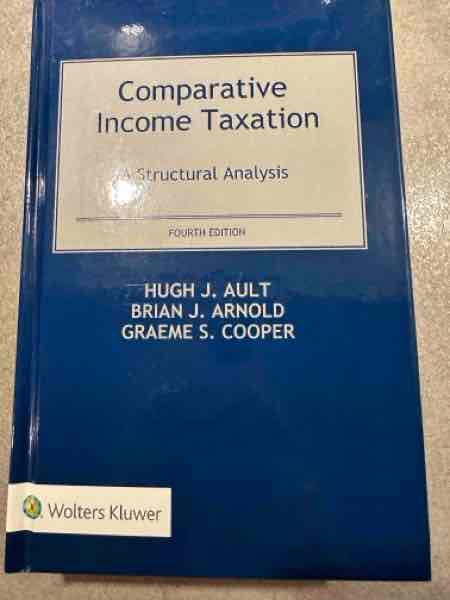 Comparative
Income Taxation
A Structural Analysis
FOURTH EDITION
HUGH J. AULT
BRIAN J. ARNOLD
GRAEME S. COOPER
Wolters Kluwer